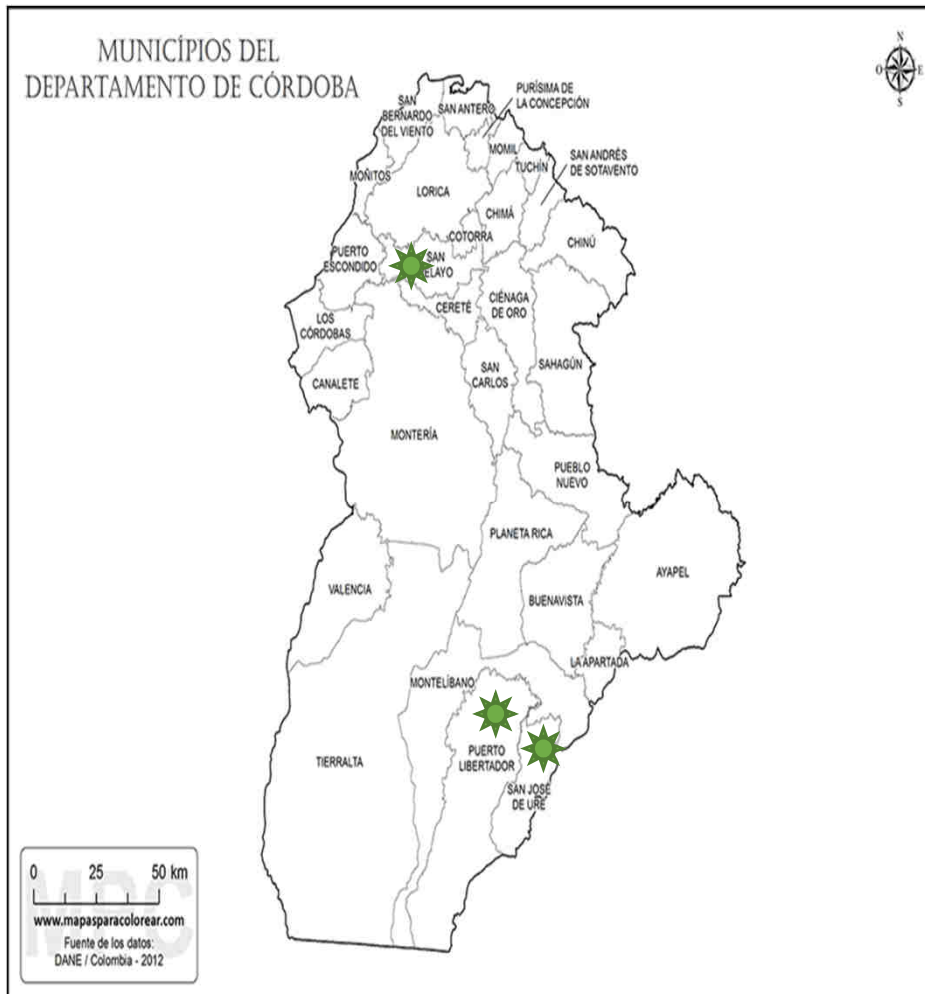 MUNICÍPIOS DEL
DEPARTAMENTO DE CÓRDOBA
N
O
E
S
SAN
BERNARDO
DEL VIENTO
SAN ANTERO
PURÍSIMA DE
LA CONCEPCIÓN
MOMIL
TUCHÍN
SAN ANDRÉS
DE SOTAVENTO
MOÑITOS
LORICA
CHIMÁ
COTORRA
CHINÚ
PUERTO
ESCONDIDO
SAN
ELAYO
CIÉNAGA
DE ORO
CERETÉ
LOS
CÓRDOBAS
SAN
CARLOS
SAHAGÚN
CANALETE
MONTERÍA
PUEBLO
NUEVO
PLANETA RICA
AYAPEL
VALENCIA
BUENAVISTA
LA APARTADA
MONTELÍBANO
PUERTO
LIBERTADOR
TIERRALTA
SAN JOSÉ
DE URÉ
0 25 50 km
MPC
www.mapasparacolorear.com
Fuente de los datos:
DANE / Colombia - 2012